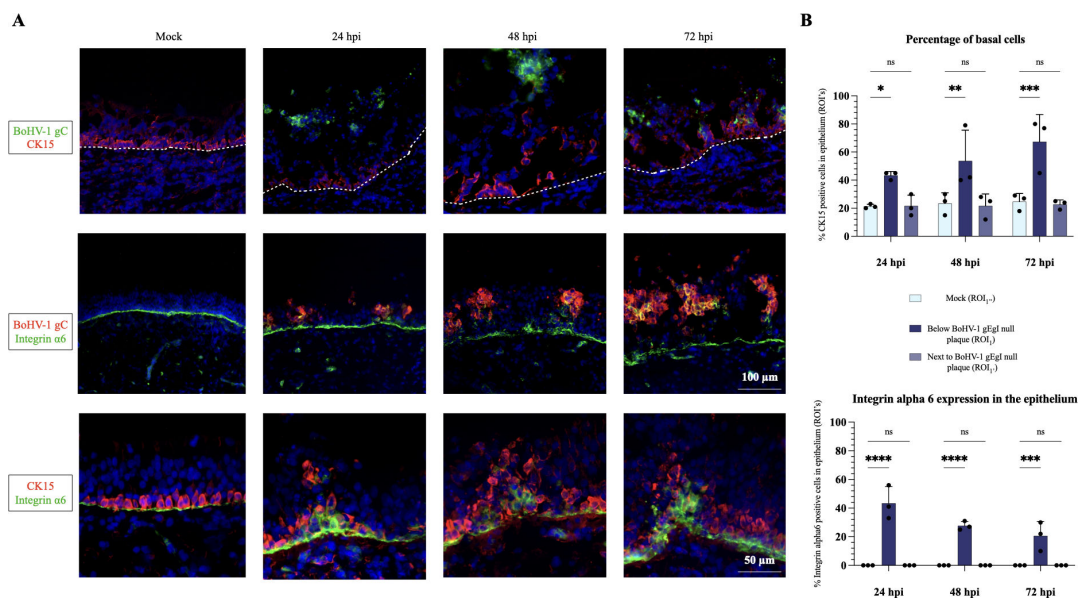 A
Mock
24 hpi
48 hpi
72 hpi
BoHV-1 gC
CK15
BoHV-1 gC
Integrin α6
100 µm
CK15
Integrin α6
50 µm
B
Percentage of basal cells
ns
ns
ns
*
**
***
% CK15 positive cells in epithelium (ROI's)
100
80
60
40
20
0
24 hpi
48 hpi
72 hpi
Mock (ROI1'')
Below BoHV-1 gEgI null
plaque (ROI1)
Next to BoHV-1 gEgI null
plaque (ROI1')
Integrin alpha 6 expression in the epithelium
ns
ns
ns
****
****
***
% Integrin alpha6 positive cells in epithelium (ROI's)
100
80
60
40
20
0
24 hpi
48 hpi
72 hpi